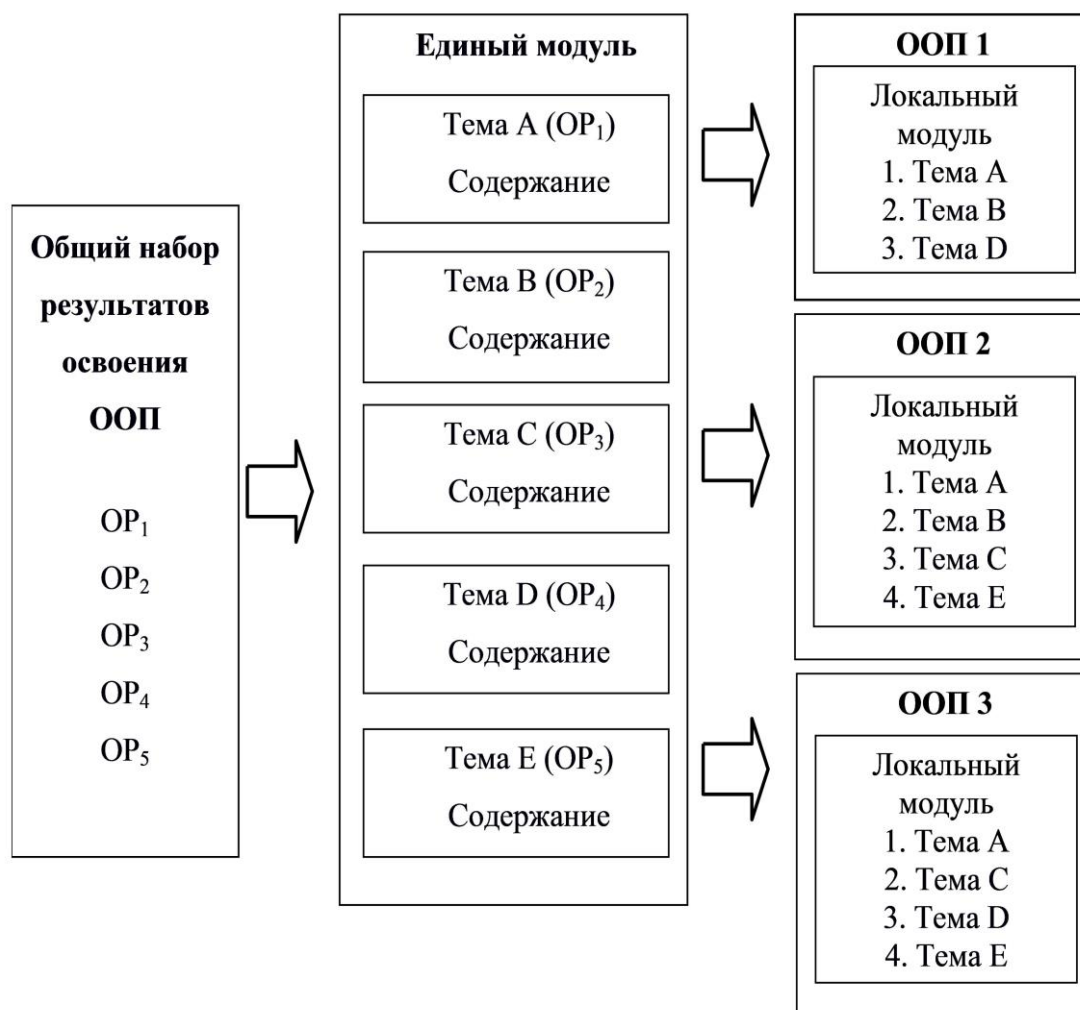 Общий набор
результатов
освоения
ООП
ОР₁
ОР₂
ОР₃
ОР₄
ОР₅
Единый модуль
Тема A (ОР₁)
Содержание
Тема B (ОР₂)
Содержание
Тема C (ОР₃)
Содержание
Тема D (ОР₄)
Содержание
Тема E (ОР₅)
Содержание
ООП 1
Локальный
модуль
1. Тема A
2. Тема B
3. Тема D
ООП 2
Локальный
модуль
1. Тема A
2. Тема B
3. Тема C
4. Тема E
ООП 3
Локальный
модуль
1. Тема A
2. Тема C
3. Тема D
4. Тема E